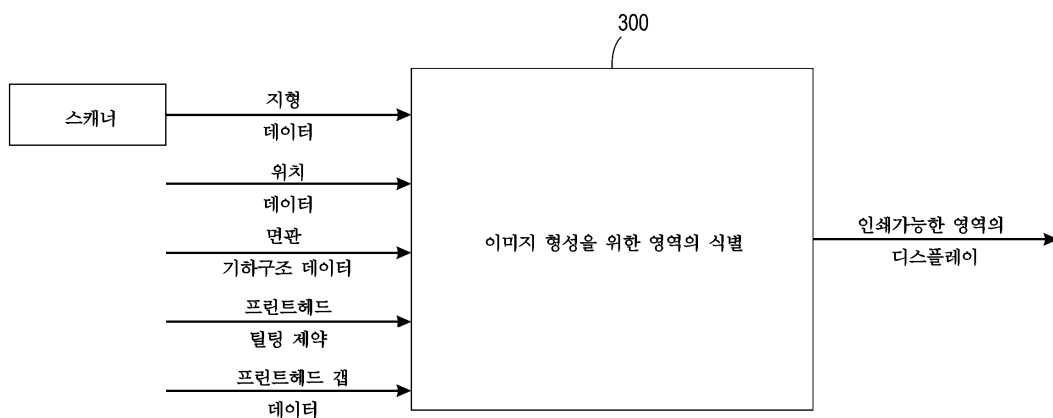 300
스캐너
지형
데이터
위치
데이터
면판
기하구조 데이터
프린트헤드
틸팅 제약
프린트헤드 갭
데이터
이미지 형성을 위한 영역의 식별
인쇄가능한 영역의
디스플레이